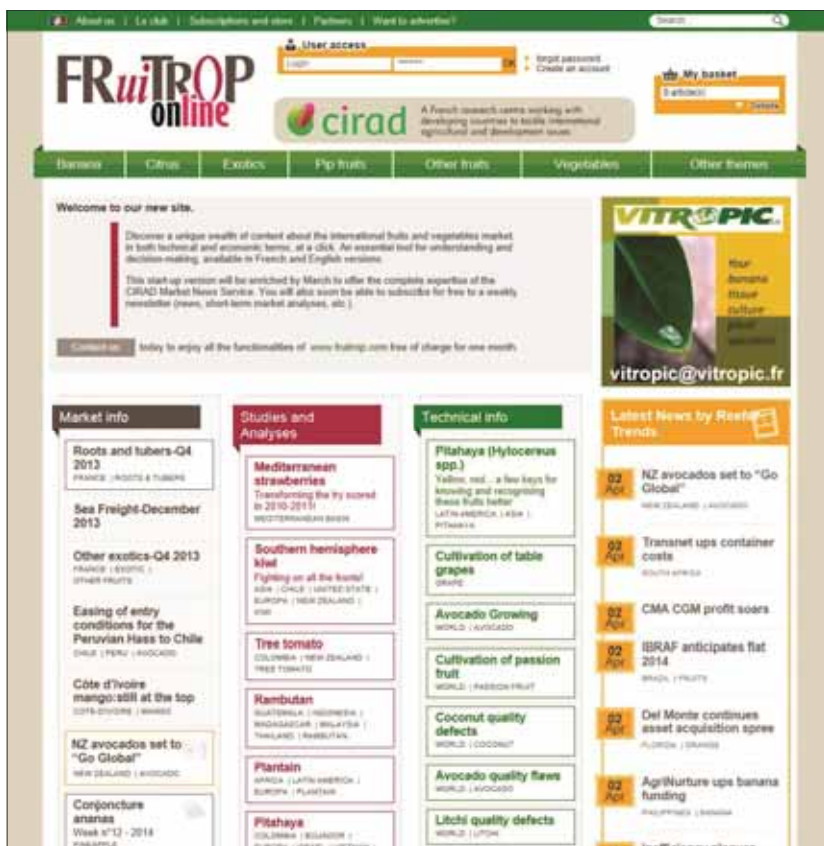 About us | Le club | Subscriptions and store | Partners | Want to advertise?
Search
FRuiTROP
online
User access
Login
OK
forgot password
Create an account
My basket
0 article(s)
Details
cirad
A French research centre working with
developing countries to tackle international
agricultural and development issues
Banana Citrus Exotics Pip fruits Other fruits Vegetables Other themes
Welcome to our new site.
Discover a unique wealth of content about the international fruits and vegetables market
in both technical and economic terms, at a click. An essential tool for understanding and
decision-making, available in French and English versions.
This start-up version will be enriched by March to offer the complete expertise of the
CIRAD Market News Service. You will also soon be able to subscribe for free to a weekly
newsletter (news, short-term market analyses, etc.).
Contact us today to enjoy all the functionalities of www.fruitrop.com free of charge for one month.
VITROPIC
Your
banana
tissue
culture
plant
specialist
vitropic@vitropic.fr
Market info
Roots and tubers-Q4
2013
FRANCE | ROOTS & TUBERS
Sea Freight-December
2013
Other exotics-Q4 2013
FRANCE | EXOTIC |
OTHER FRUITS
Easing of entry
conditions for the
Peruvian Hass to Chile
CHILE | PERU | AVOCADO
Côte d'Ivoire
mango:still at the top
COTE-D'IVOIRE | MANGO
NZ avocados set to
"Go Global"
NEW ZEALAND | AVOCADO
Conjoncture
ananas
Week n°12 - 2014
PINEAPPLE
Studies and
Analyses
Mediterranean
strawberries
Transforming the try scored
in 2010-2011!
MEDITERRANEAN BASIN
Southern hemisphere
kiwi
Fighting on all the fronts!
ASIA | CHILE | UNITED STATE |
EUROPA | NEW ZEALAND |
KIWI
Tree tomato
COLOMBIA | NEW ZEALAND |
TREE TOMATO
Rambutan
GUATEMALA | INDONESIA |
MADAGASCAR | MALAYSIA |
THAILAND | RAMBUTAN
Plantain
AFRICA | LATIN AMERICA |
EUROPA | PLANTAIN
Pitahaya
COLOMBIA | ECUADOR |
Technical info
Pitahaya (Hylocereus
spp.)
Yellow, red... a few keys for
knowing and recognising
these fruits better
LATIN AMERICA | ASIA |
PITAHAYA
Cultivation of table
grapes
GRAPE
Avocado Growing
WORLD | AVOCADO
Cultivation of passion
fruit
WORLD | PASSION FRUIT
Coconut quality
defects
WORLD | COCONUT
Avocado quality flaws
WORLD | AVOCADO
Litchi quality defects
WORLD | LITCHI
Latest News by Reefer
Trends
02 Apr NZ avocados set to "Go
Global"
NEW ZEALAND | AVOCADO
02 Apr Transnet ups container
costs
SOUTH AFRICA
02 Apr CMA CGM profit soars
02 Apr IBRAF anticipates flat
2014
BRAZIL | FRUITS
02 Apr Del Monte continues
asset acquisition spree
FLORIDA | ORANGE
02 Apr AgriNurture ups banana
funding
PHILIPPINES | BANANA